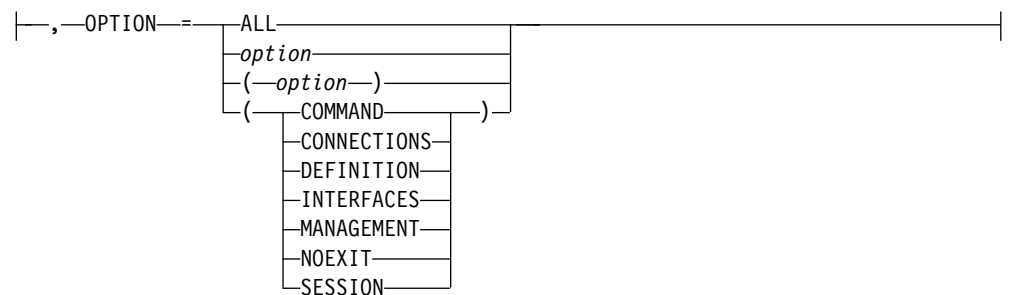 , OPTION = ALL
option
( option )
( COMMAND )
CONNECTIONS
DEFINITION
INTERFACES
MANAGEMENT
NOEXIT
SESSION